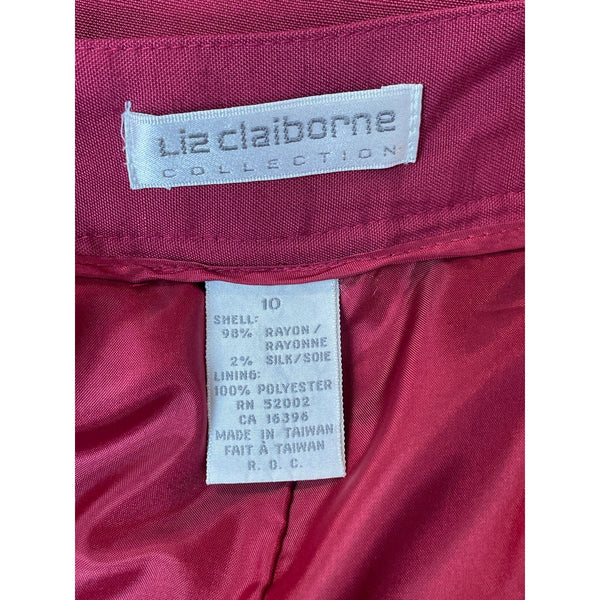 Liz claiborne
COLLECTION
10
SHELL:
98% RAYON/
RAYONNE
2% SILK/SOIE
LINING:
100% POLYESTER
RN 52002
CA 16396
MADE IN TAIWAN
FAIT À TAIWAN
R. O. C.